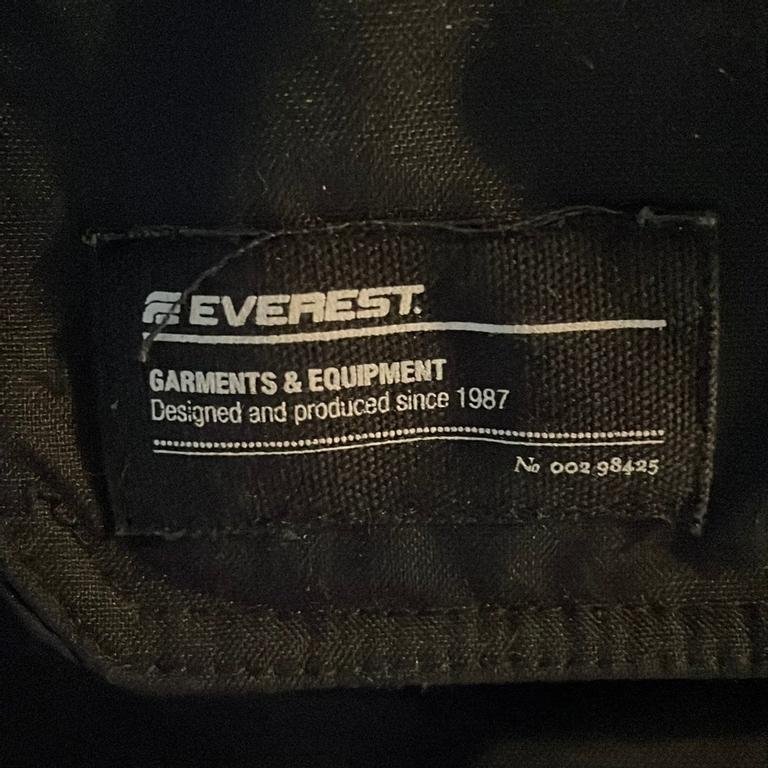 EVEREST.
GARMENTS & EQUIPMENT
Designed and produced since 1987
No 002 98425